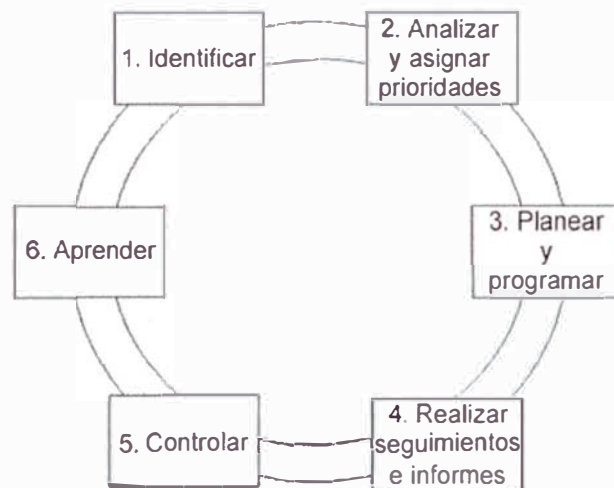 1. Identificar
2. Analizar
y asignar
prioridades
3. Planear
y
programar
4. Realizar
seguimientos
e informes
5. Controlar
6. Aprender